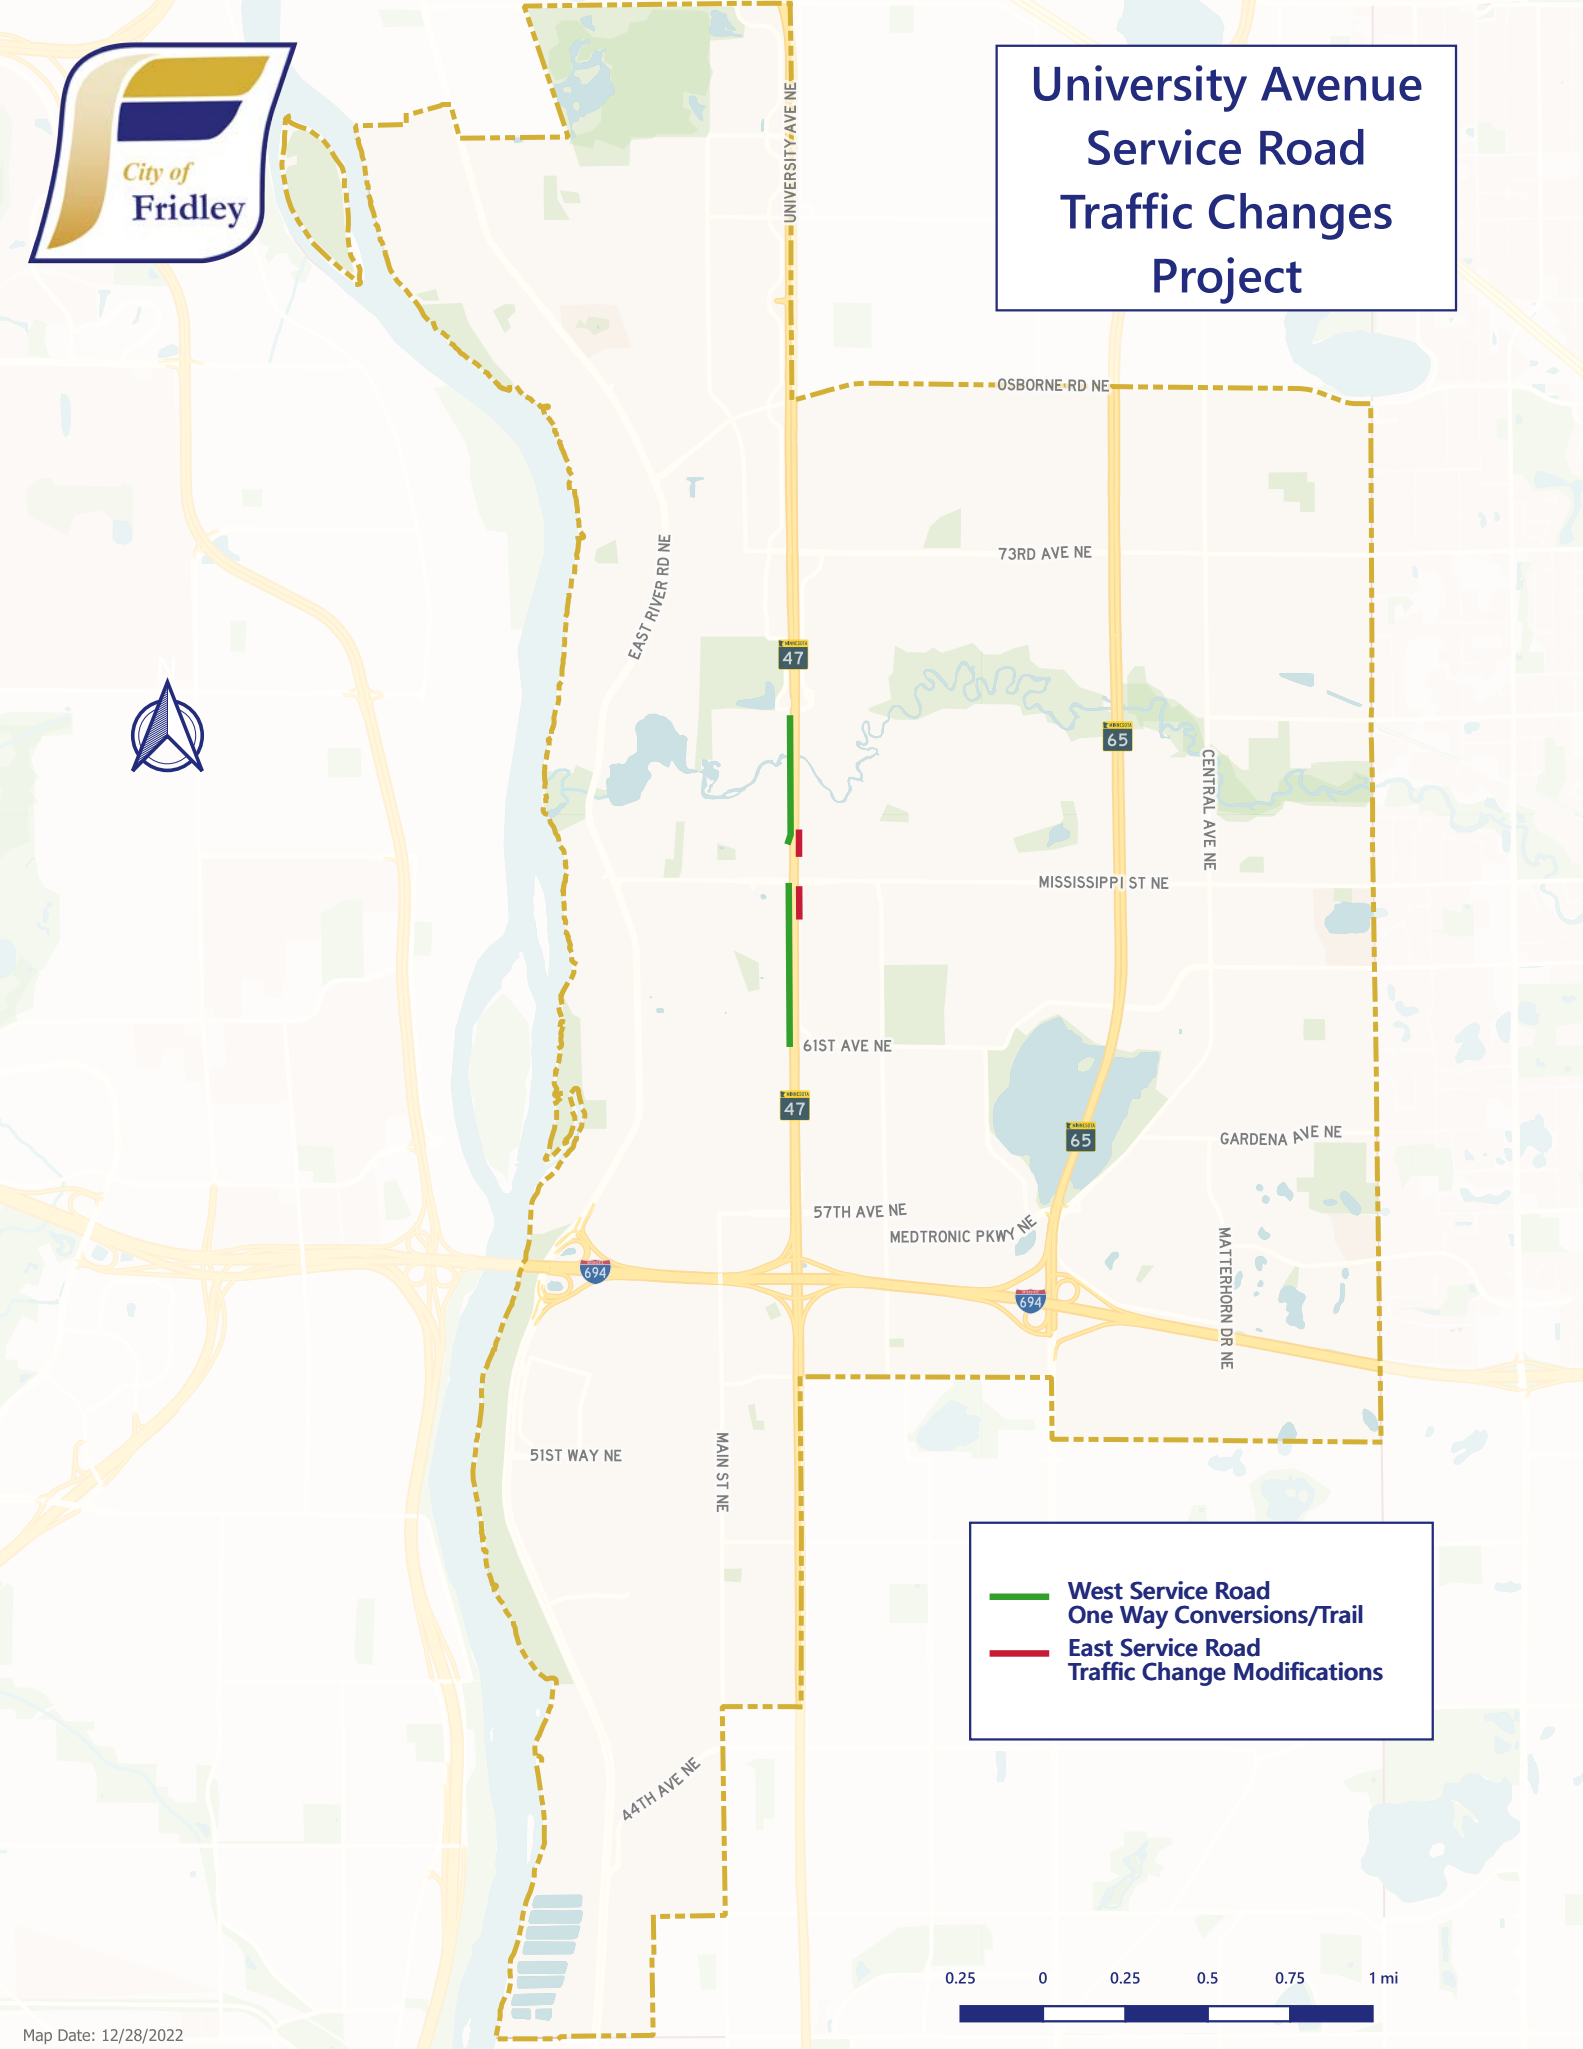 City of
Fridley
University Avenue
Service Road
Traffic Changes
Project
UNIVERSITY AVE NE
OSBORNE RD NE
73RD AVE NE
EAST RIVER RD NE
MINNESOTA
47
N
MINNESOTA
65
CENTRAL AVE NE
MISSISSIPPI ST NE
61ST AVE NE
MINNESOTA
47
MINNESOTA
65
GARDENA AVE NE
57TH AVE NE
MEDTRONIC PKWY NE
MATTERHORN DR NE
694
694
51ST WAY NE
MAIN ST NE
West Service Road
One Way Conversions/Trail
East Service Road
Traffic Change Modifications
44TH AVE NE
0.25 0 0.25 0.5 0.75 1 mi
Map Date: 12/28/2022